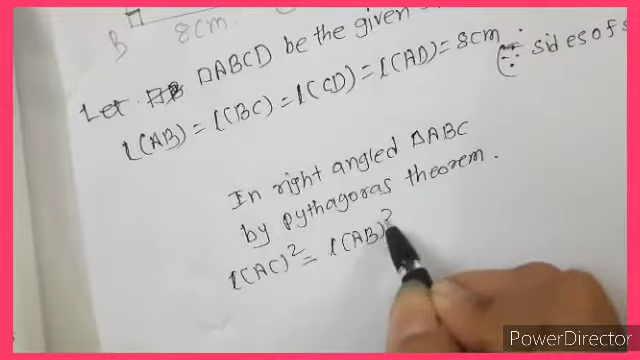 B 8cm.
Let □ABCD be the given
l(AB) = l(BC) = l(CD) = l(AD) = 8cm (∵ sides of
In right angled △ABC
by pythagoras theorem.
l(AC)² = l(AB)²
PowerDirector